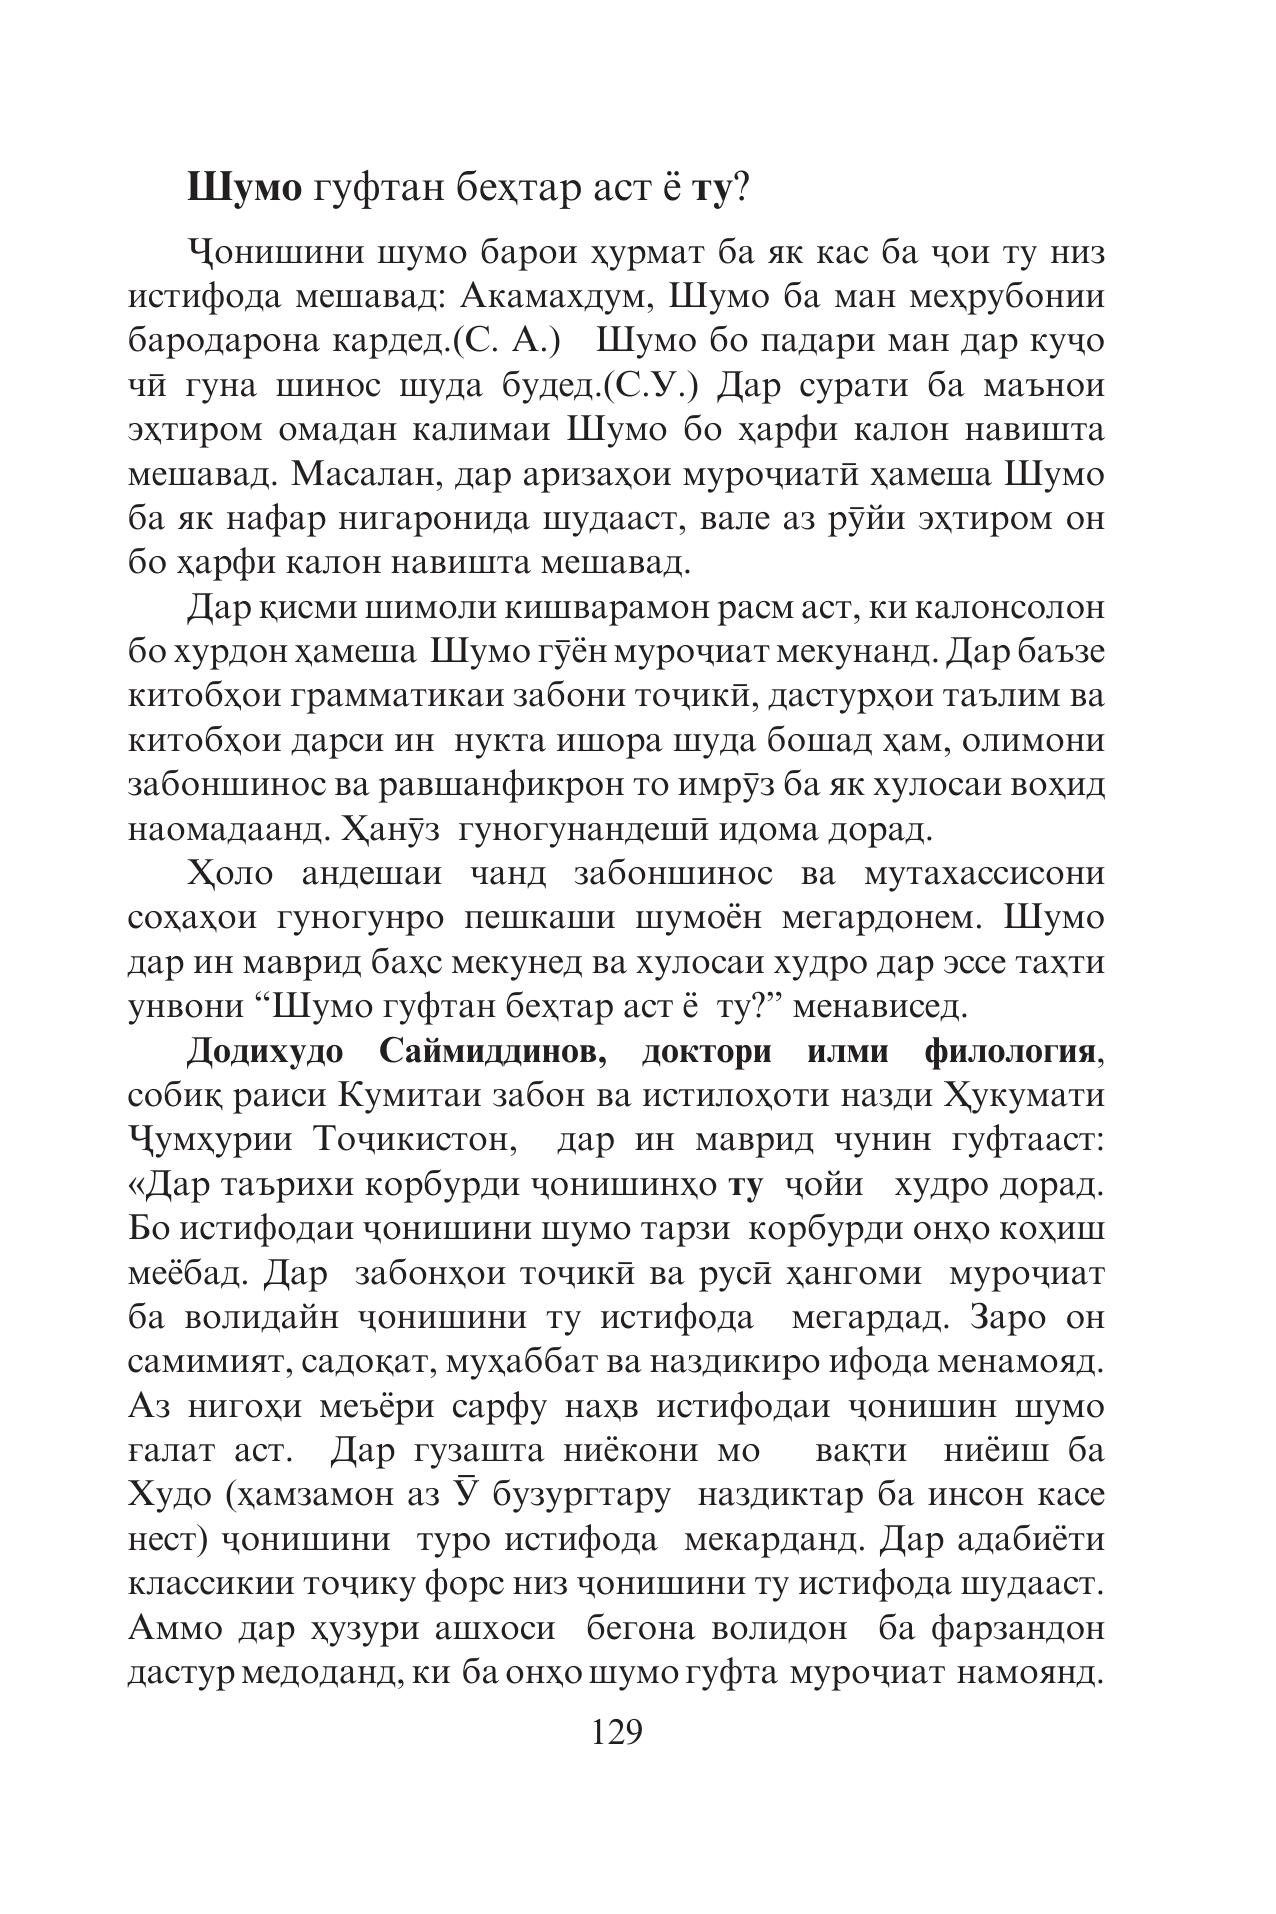 Шумо гуфтан беҳтар аст ё ту?
Ҷонишини шумо барои ҳурмат ба як кас ба ҷои ту низ
истифода мешавад: Акамахдум, Шумо ба ман меҳрубонии
бародарона кардед.(С. А.) Шумо бо падари ман дар куҷо
чӣ гуна шинос шуда будед.(С.У.) Дар сурати ба маънои
эҳтиром омадан калимаи Шумо бо ҳарфи калон навишта
мешавад. Масалан, дар аризаҳои муроҷиатӣ ҳамеша Шумо
ба як нафар нигаронида шудааст, вале аз рӯйи эҳтиром он
бо ҳарфи калон навишта мешавад.
Дар қисми шимоли кишварамон расм аст, ки калонсолон
бо хурдон ҳамеша Шумо гӯён муроҷиат мекунанд. Дар баъзе
китобҳои грамматикаи забони тоҷикӣ, дастурҳои таълим ва
китобҳои дарси ин нукта ишора шуда бошад ҳам, олимони
забоншинос ва равшанфикрон то имрӯз ба як хулосаи воҳид
наомадаанд. Ҳанӯз гуногунандешӣ идома дорад.
Ҳоло андешаи чанд забоншинос ва мутахассисони
соҳаҳои гуногунро пешкаши шумоён мегардонем. Шумо
дар ин маврид баҳс мекунед ва хулосаи худро дар эссе таҳти
унвони “Шумо гуфтан беҳтар аст ё ту?” менависед.
Додихудо Саймиддинов, доктори илми филология,
собиқ раиси Кумитаи забон ва истилоҳоти назди Ҳукумати
Ҷумҳурии Тоҷикистон, дар ин маврид чунин гуфтааст:
«Дар таърихи корбурди ҷонишинҳо ту ҷойи худро дорад.
Бо истифодаи ҷонишини шумо тарзи корбурди онҳо коҳиш
меёбад. Дар забонҳои тоҷикӣ ва русӣ ҳангоми муроҷиат
ба волидайн ҷонишини ту истифода мегардад. Заро он
самимият, садоқат, муҳаббат ва наздикиро ифода менамояд.
Аз нигоҳи меъёри сарфу наҳв истифодаи ҷонишин шумо
ғалат аст. Дар гузашта ниёкони мо вақти ниёиш ба
Худо (ҳамзамон аз Ӯ бузургтару наздиктар ба инсон касе
нест) ҷонишини туро истифода мекарданд. Дар адабиёти
классикии тоҷику форс низ ҷонишини ту истифода шудааст.
Аммо дар ҳузури ашхоси бегона волидон ба фарзандон
дастур медоданд, ки ба онҳо шумо гуфта муроҷиат намоянд.
129